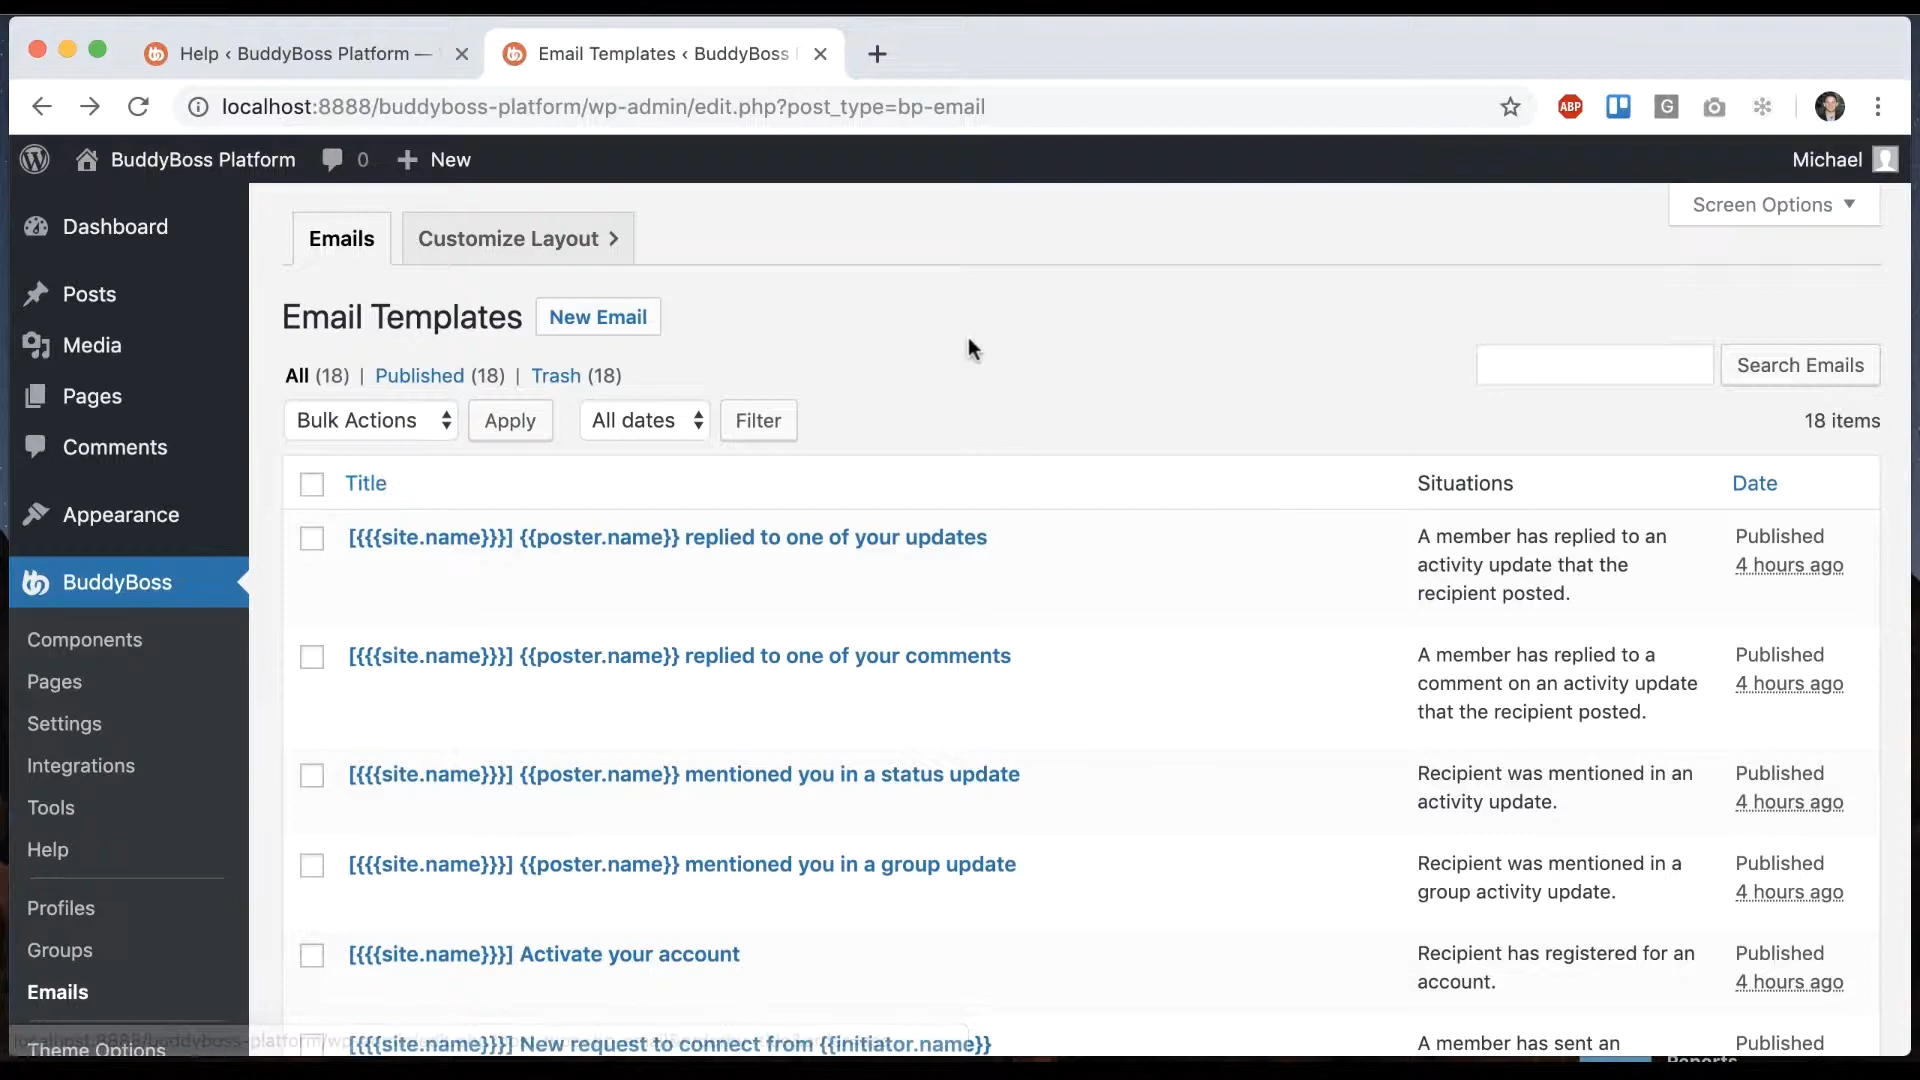 Help ‹ BuddyBoss Platform —
Email Templates ‹ BuddyBoss
localhost:8888/buddyboss-platform/wp-admin/edit.php?post_type=bp-email
ABP
G
BuddyBoss Platform 0 + New
Michael
Dashboard
Posts
Media
Pages
Comments
Appearance
BuddyBoss
Components
Pages
Settings
Integrations
Tools
Help
Profiles
Groups
Emails
Theme Options
Emails
Customize Layout >
Screen Options ▼
Email Templates New Email
All (18) | Published (18) | Trash (18)
Search Emails
Bulk Actions Apply All dates Filter
18 items
Title Situations Date
[{{{site.name}}}] {{poster.name}} replied to one of your updates
A member has replied to an
activity update that the
recipient posted.
Published
4 hours ago
[{{{site.name}}}] {{poster.name}} replied to one of your comments
A member has replied to a
comment on an activity update
that the recipient posted.
Published
4 hours ago
[{{{site.name}}}] {{poster.name}} mentioned you in a status update
Recipient was mentioned in an
activity update.
Published
4 hours ago
[{{{site.name}}}] {{poster.name}} mentioned you in a group update
Recipient was mentioned in a
group activity update.
Published
4 hours ago
[{{{site.name}}}] Activate your account
Recipient has registered for an
account.
Published
4 hours ago
[{{{site.name}}}] New request to connect from {{initiator.name}}
A member has sent an
Published
Reports